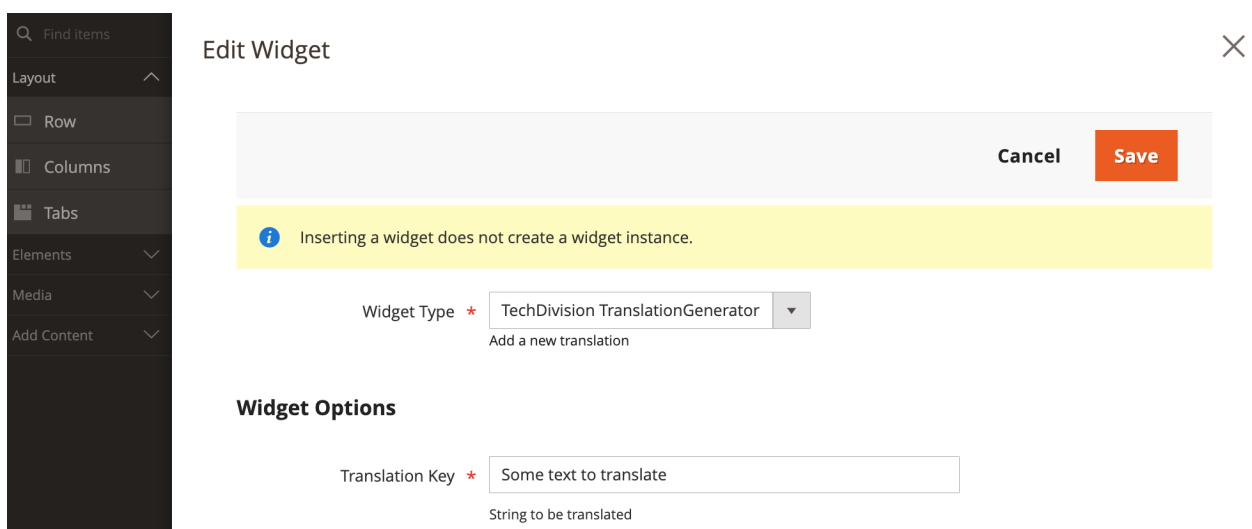 Find items
Edit Widget
Layout
Row
Columns
Tabs
Elements
Media
Add Content
Cancel Save
Inserting a widget does not create a widget instance.
Widget Type * TechDivision TranslationGenerator
Add a new translation
Widget Options
Translation Key * Some text to translate
String to be translated